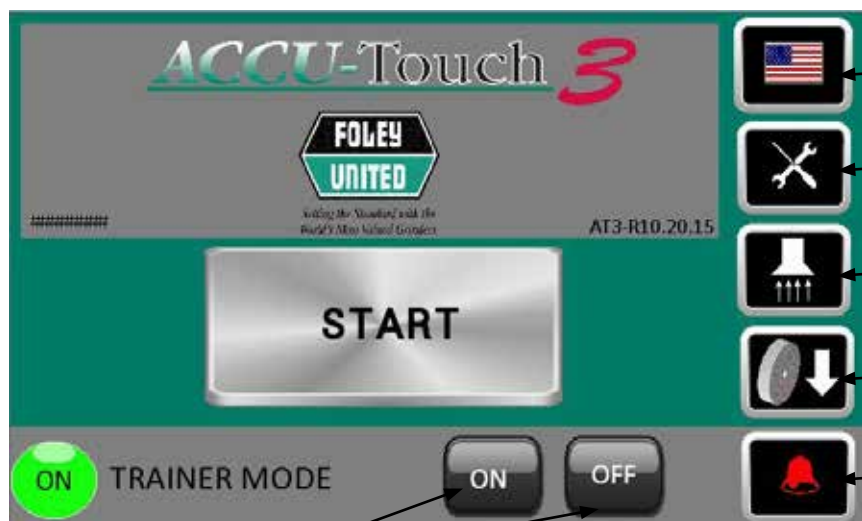 ACCU-Touch 3
FOLEY
UNITED
Setting the Standard with the
World's Most Valued Grinders
########
AT3-R10.20.15
START
ON TRAINER MODE ON OFF